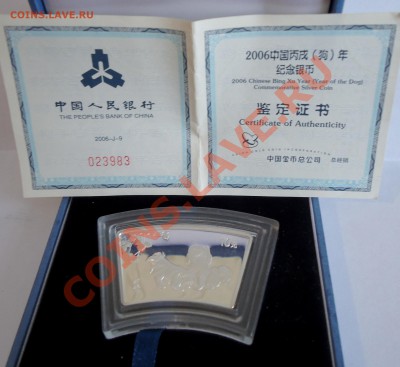 COINS.LAVE.RU
中国人民银行
THE PEOPLE'S BANK OF CHINA
2006-J-9
023983
2006中国丙戌（狗）年
纪念银币
2006 Chinese Bing Xu Year (Year of the Dog)
Commemorative Silver Coin
鉴定证书
Certificate of Authenticity
中国金币总公司
10元
COINS.LAVE.RU